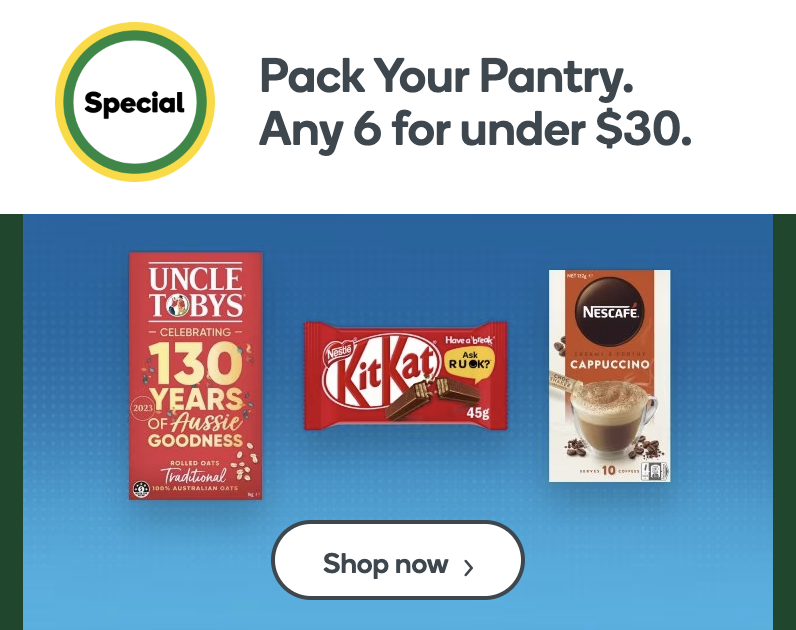 Special
Pack Your Pantry.
Any 6 for under $30.
UNCLE
TOBYS
CELEBRATING
130
YEARS
2023
OF Aussie
GOODNESS
ROLLED OATS
Traditional
100% AUSTRALIAN OATS
Nestlé
KitKat
Have a break
Ask
R U OK?
45g
NET 132g
NESCAFÉ
CAPPUCCINO
SERVES 10 COFFEES
Shop now